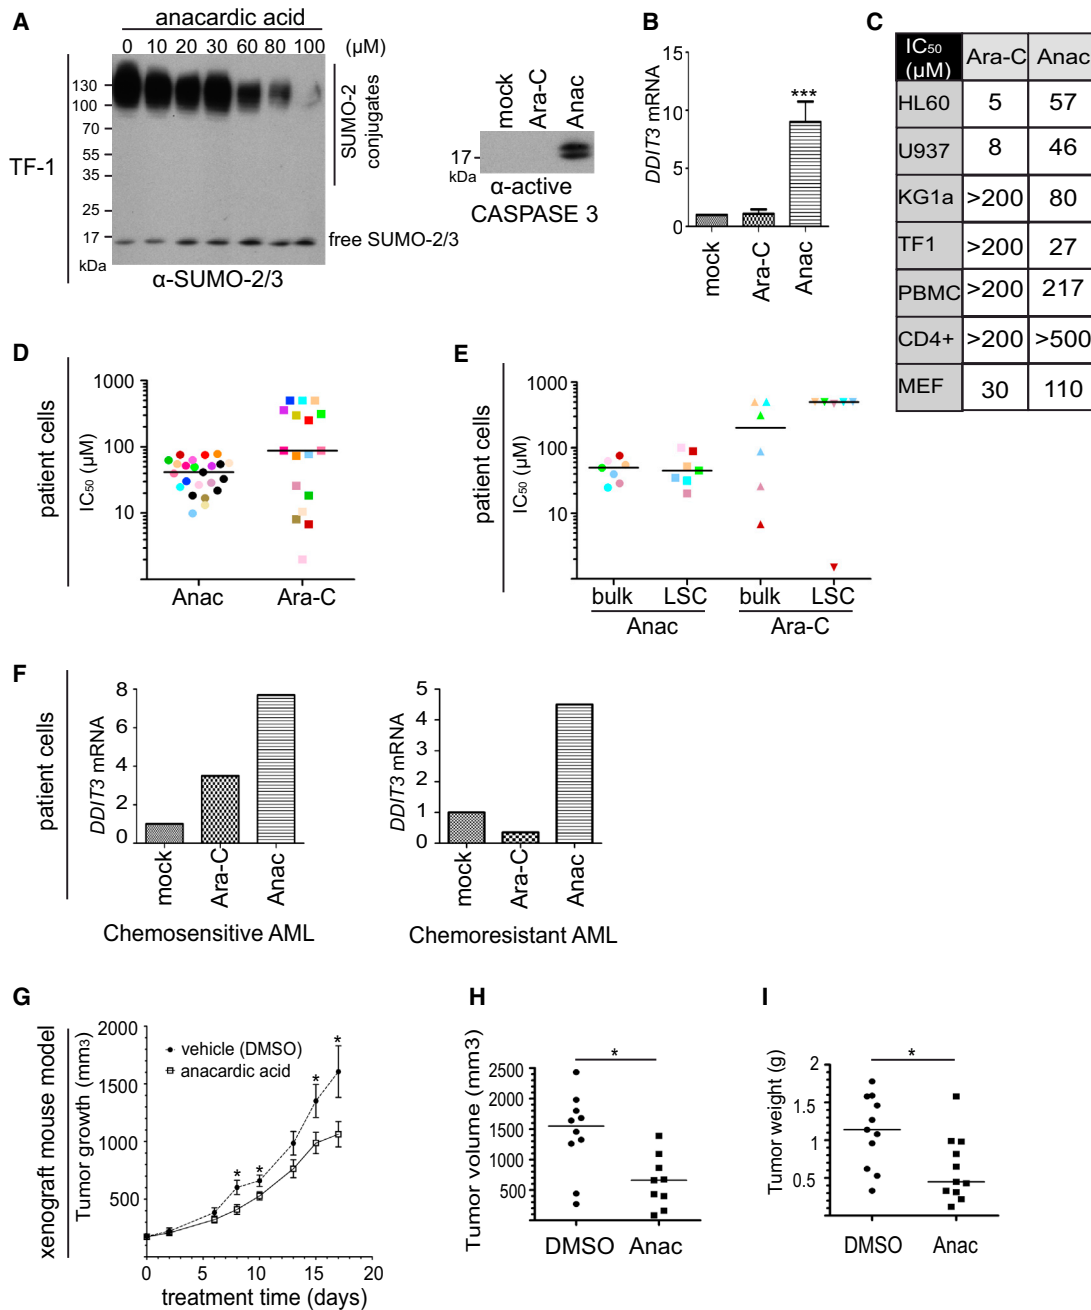 A
anacardic acid
0 10 20 30 60 80 100 (µM)
TF-1
130
100
70
55
35
25
17
kDa
SUMO-2
conjugates
free SUMO-2/3
α-SUMO-2/3
mock
Ara-C
Anac
17
kDa
α-active
CASPASE 3
B
DDIT3 mRNA
15
10
5
0
***
mock
Ara-C
Anac
C
IC50 (µM) Ara-C Anac
HL60 5 57
U937 8 46
KG1a >200 80
TF1 >200 27
PBMC >200 217
CD4+ >200 >500
MEF 30 110
D
patient cells
IC50 (µM)
1000
100
10
Anac Ara-C
E
patient cells
IC50 (µM)
1000
100
10
bulk LSC bulk LSC
Anac Ara-C
F
patient cells
DDIT3 mRNA
8
6
4
2
0
mock
Ara-C
Anac
Chemosensitive AML
DDIT3 mRNA
5
4
3
2
1
0
mock
Ara-C
Anac
Chemoresistant AML
G
xenograft mouse model
Tumor growth (mm3)
2000
1500
1000
500
vehicle (DMSO)
anacardic acid
* * * *
0 5 10 15 20
treatment time (days)
H
Tumor volume (mm3)
2500
2000
1500
1000
500
*
DMSO Anac
I
Tumor weight (g)
2
1.5
1
0.5
*
DMSO Anac